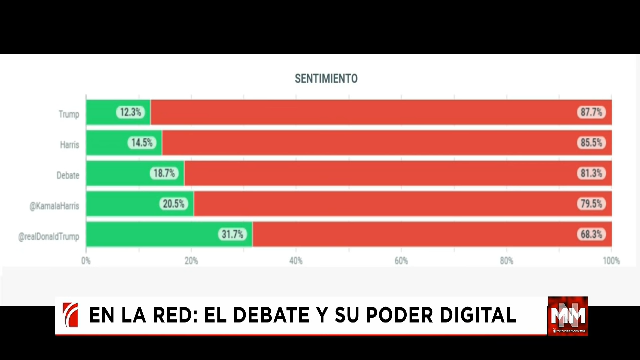 SENTIMIENTO
Trump 12.3% 87.7%
Harris 14.5% 85.5%
Debate 18.7% 81.3%
@KamalaHarris 20.5% 79.5%
@realDonaldTrump 31.7% 68.3%
0% 20% 40% 60% 80% 100%
EN LA RED: EL DEBATE Y SU PODER DIGITAL
MNM